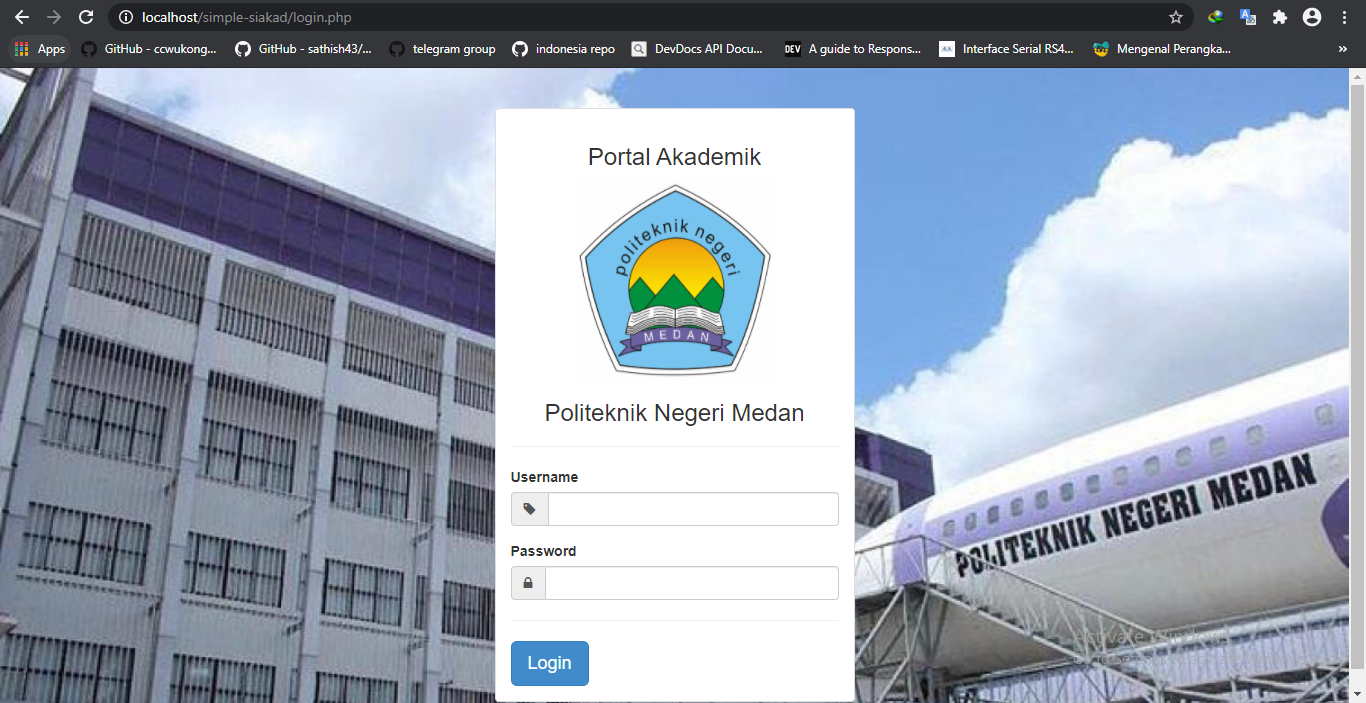 localhost/simple-siakad/login.php
Apps
GitHub - ccwukong...
GitHub - sathish43/...
telegram group
indonesia repo
DevDocs API Docu...
DEV
A guide to Respons...
Interface Serial RS4...
Mengenal Perangka...
»
Portal Akademik
politeknik negeri
MEDAN
Politeknik Negeri Medan
Username
Password
Login
POLITEKNIK NEGERI MEDAN
Activate Windows